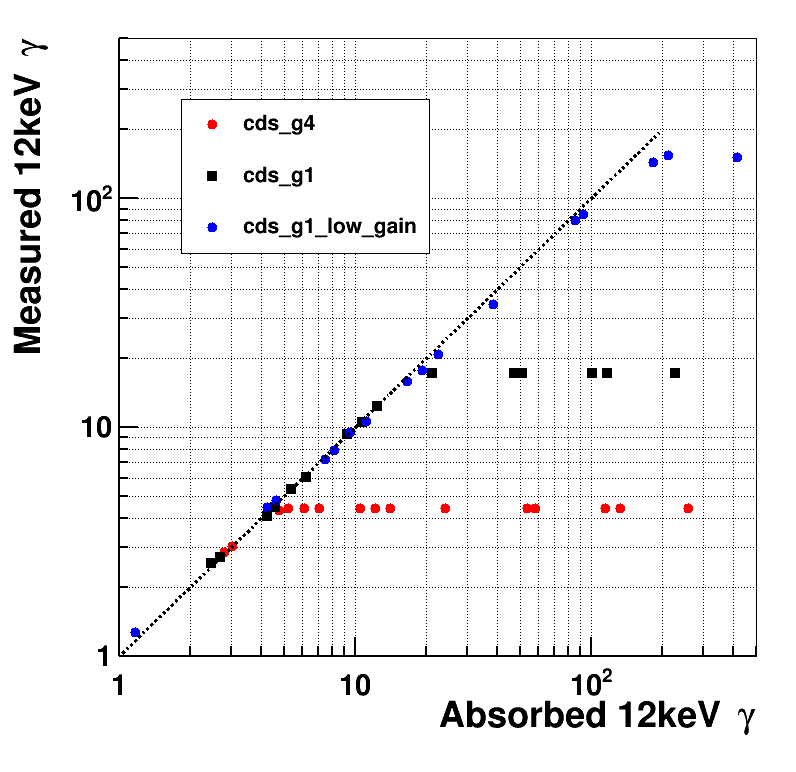 Measured 12keV γ
10²
10
1
cds_g4
cds_g1
cds_g1_low_gain
1
10
10²
Absorbed 12keV γ